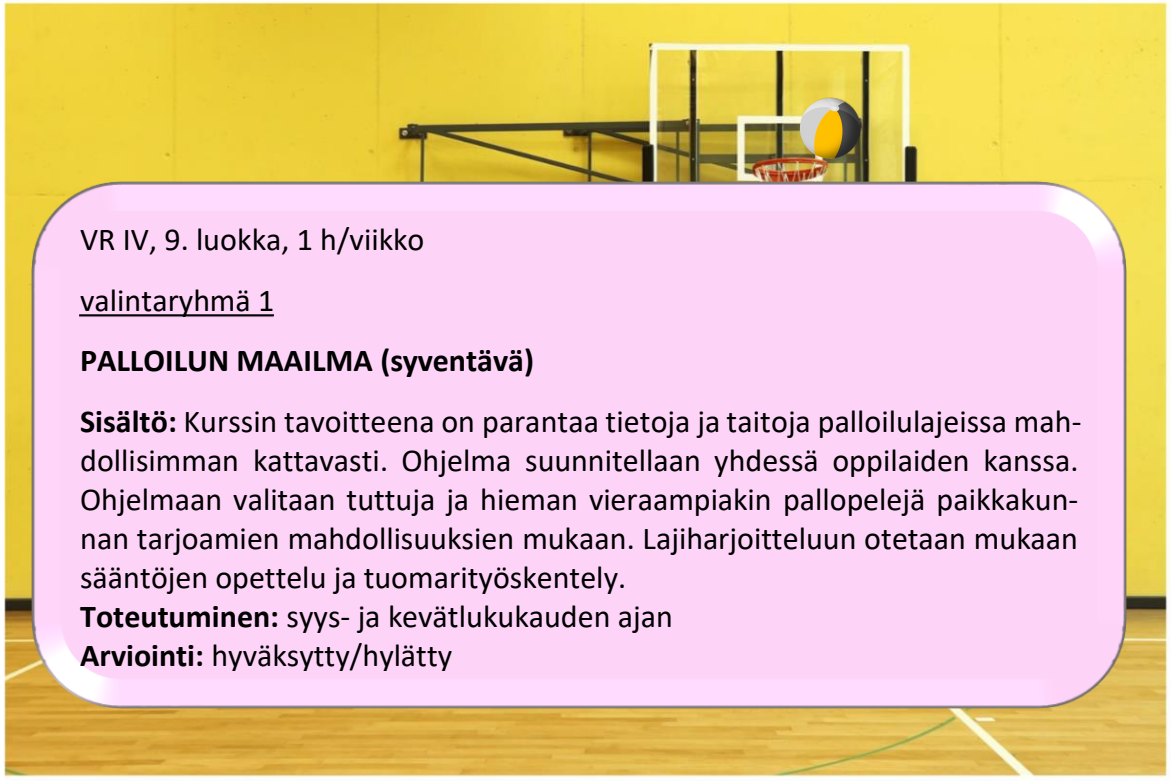 VR IV, 9. luokka, 1 h/viikko
valintaryhmä 1
PALLOILUN MAAILMA (syventävä)
Sisältö: Kurssin tavoitteena on parantaa tietoja ja taitoja palloilulajeissa mah-
dollisimman kattavasti. Ohjelma suunnitellaan yhdessä oppilaiden kanssa.
Ohjelmaan valitaan tuttuja ja hieman vieraampiakin pallopelejä paikkakun-
nan tarjoamien mahdollisuuksien mukaan. Lajiharjoitteluun otetaan mukaan
sääntöjen opettelu ja tuomarityöskentely.
Toteutuminen: syys- ja kevätlukukauden ajan
Arviointi: hyväksytty/hylätty